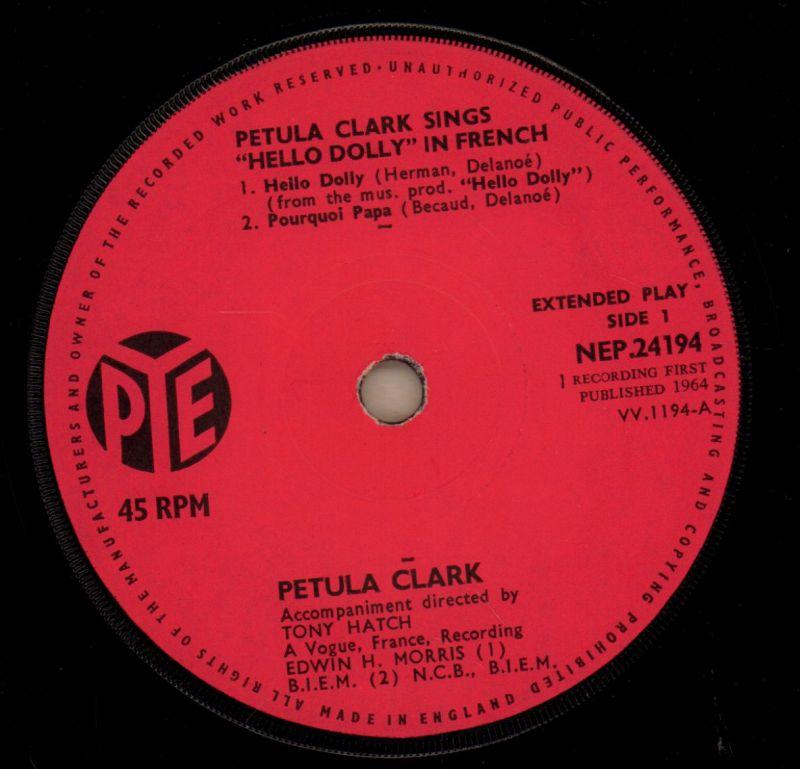 ALL RIGHTS OF THE MANUFACTURERS AND OWNER OF THE RECORDED WORK RESERVED · UNAUTHORIZED PUBLIC PERFORMANCE, BROADCASTING AND COPYING PROHIBITED
MADE IN ENGLAND
PETULA CLARK SINGS
"HELLO DOLLY" IN FRENCH
1. Hello Dolly (Herman, Delanoé)
(from the mus. prod. "Hello Dolly")
2. Pourquoi Papa (Becaud, Delanoé)
EXTENDED PLAY
SIDE 1
NEP.24194
1 RECORDING FIRST
PUBLISHED 1964
VV.1194-A
PYE
45 RPM
PETULA CLARK
Accompaniment directed by
TONY HATCH
A Vogue, France, Recording
EDWIN H. MORRIS (1)
B.I.E.M. (2) N.C.B., B.I.E.M.